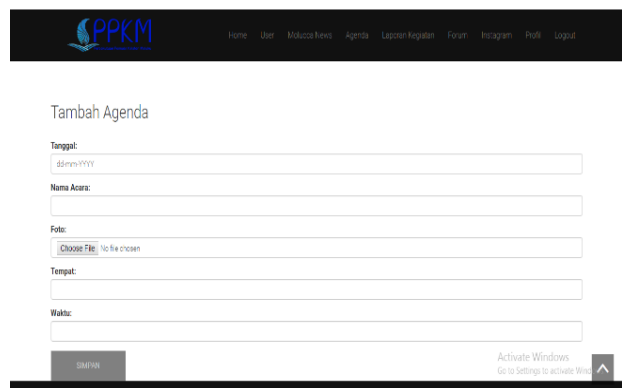 PPKM
Home User Molucca News Agenda Laporan Kegiatan Forum Instagram Profil Logout
Tambah Agenda
Tanggal:
dd-mm-YYYY
Nama Acara:
Foto:
Choose File No file chosen
Tempat:
Waktu:
SIMPAN
Activate Windows
Go to Settings to activate Wind